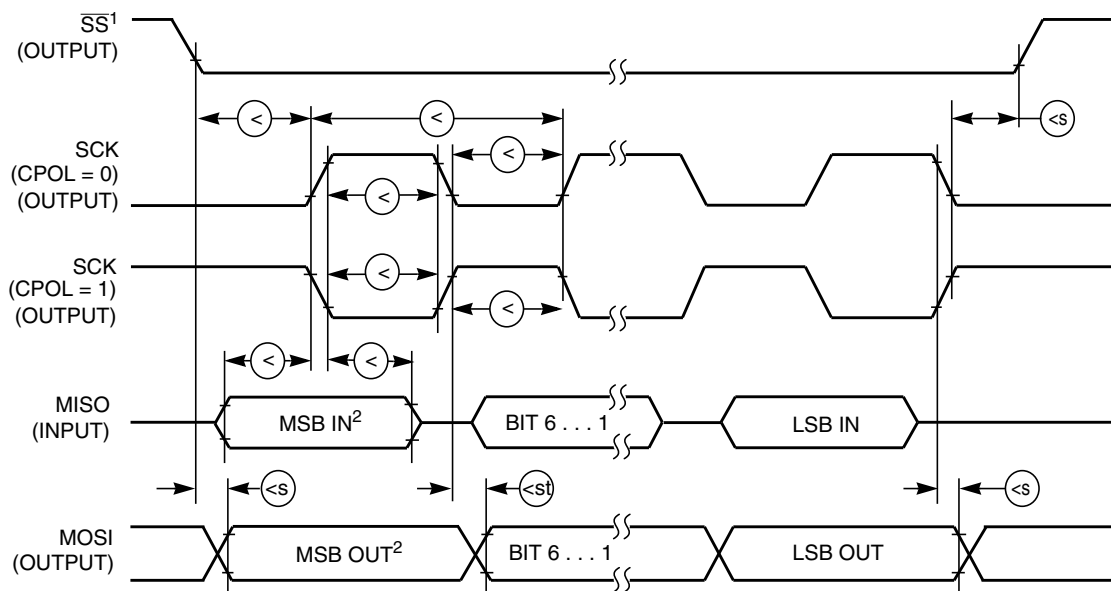 SS¹
(OUTPUT)
< < <s
SCK
(CPOL = 0)
(OUTPUT)
<
<
SCK
(CPOL = 1)
(OUTPUT)
<
<
< <
MISO
(INPUT)
MSB IN² BIT 6 . . . 1 LSB IN
<s <st <s
MOSI
(OUTPUT)
MSB OUT² BIT 6 . . . 1 LSB OUT